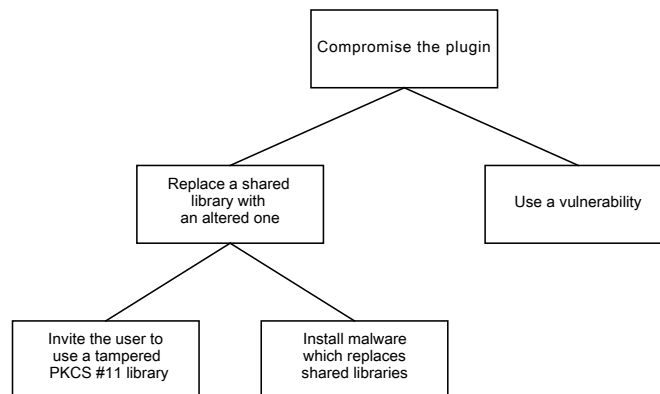 Compromise the plugin
Replace a shared
library with
an altered one
Use a vulnerability
Invite the user to
use a tampered
PKCS #11 library
Install malware
which replaces
shared libraries